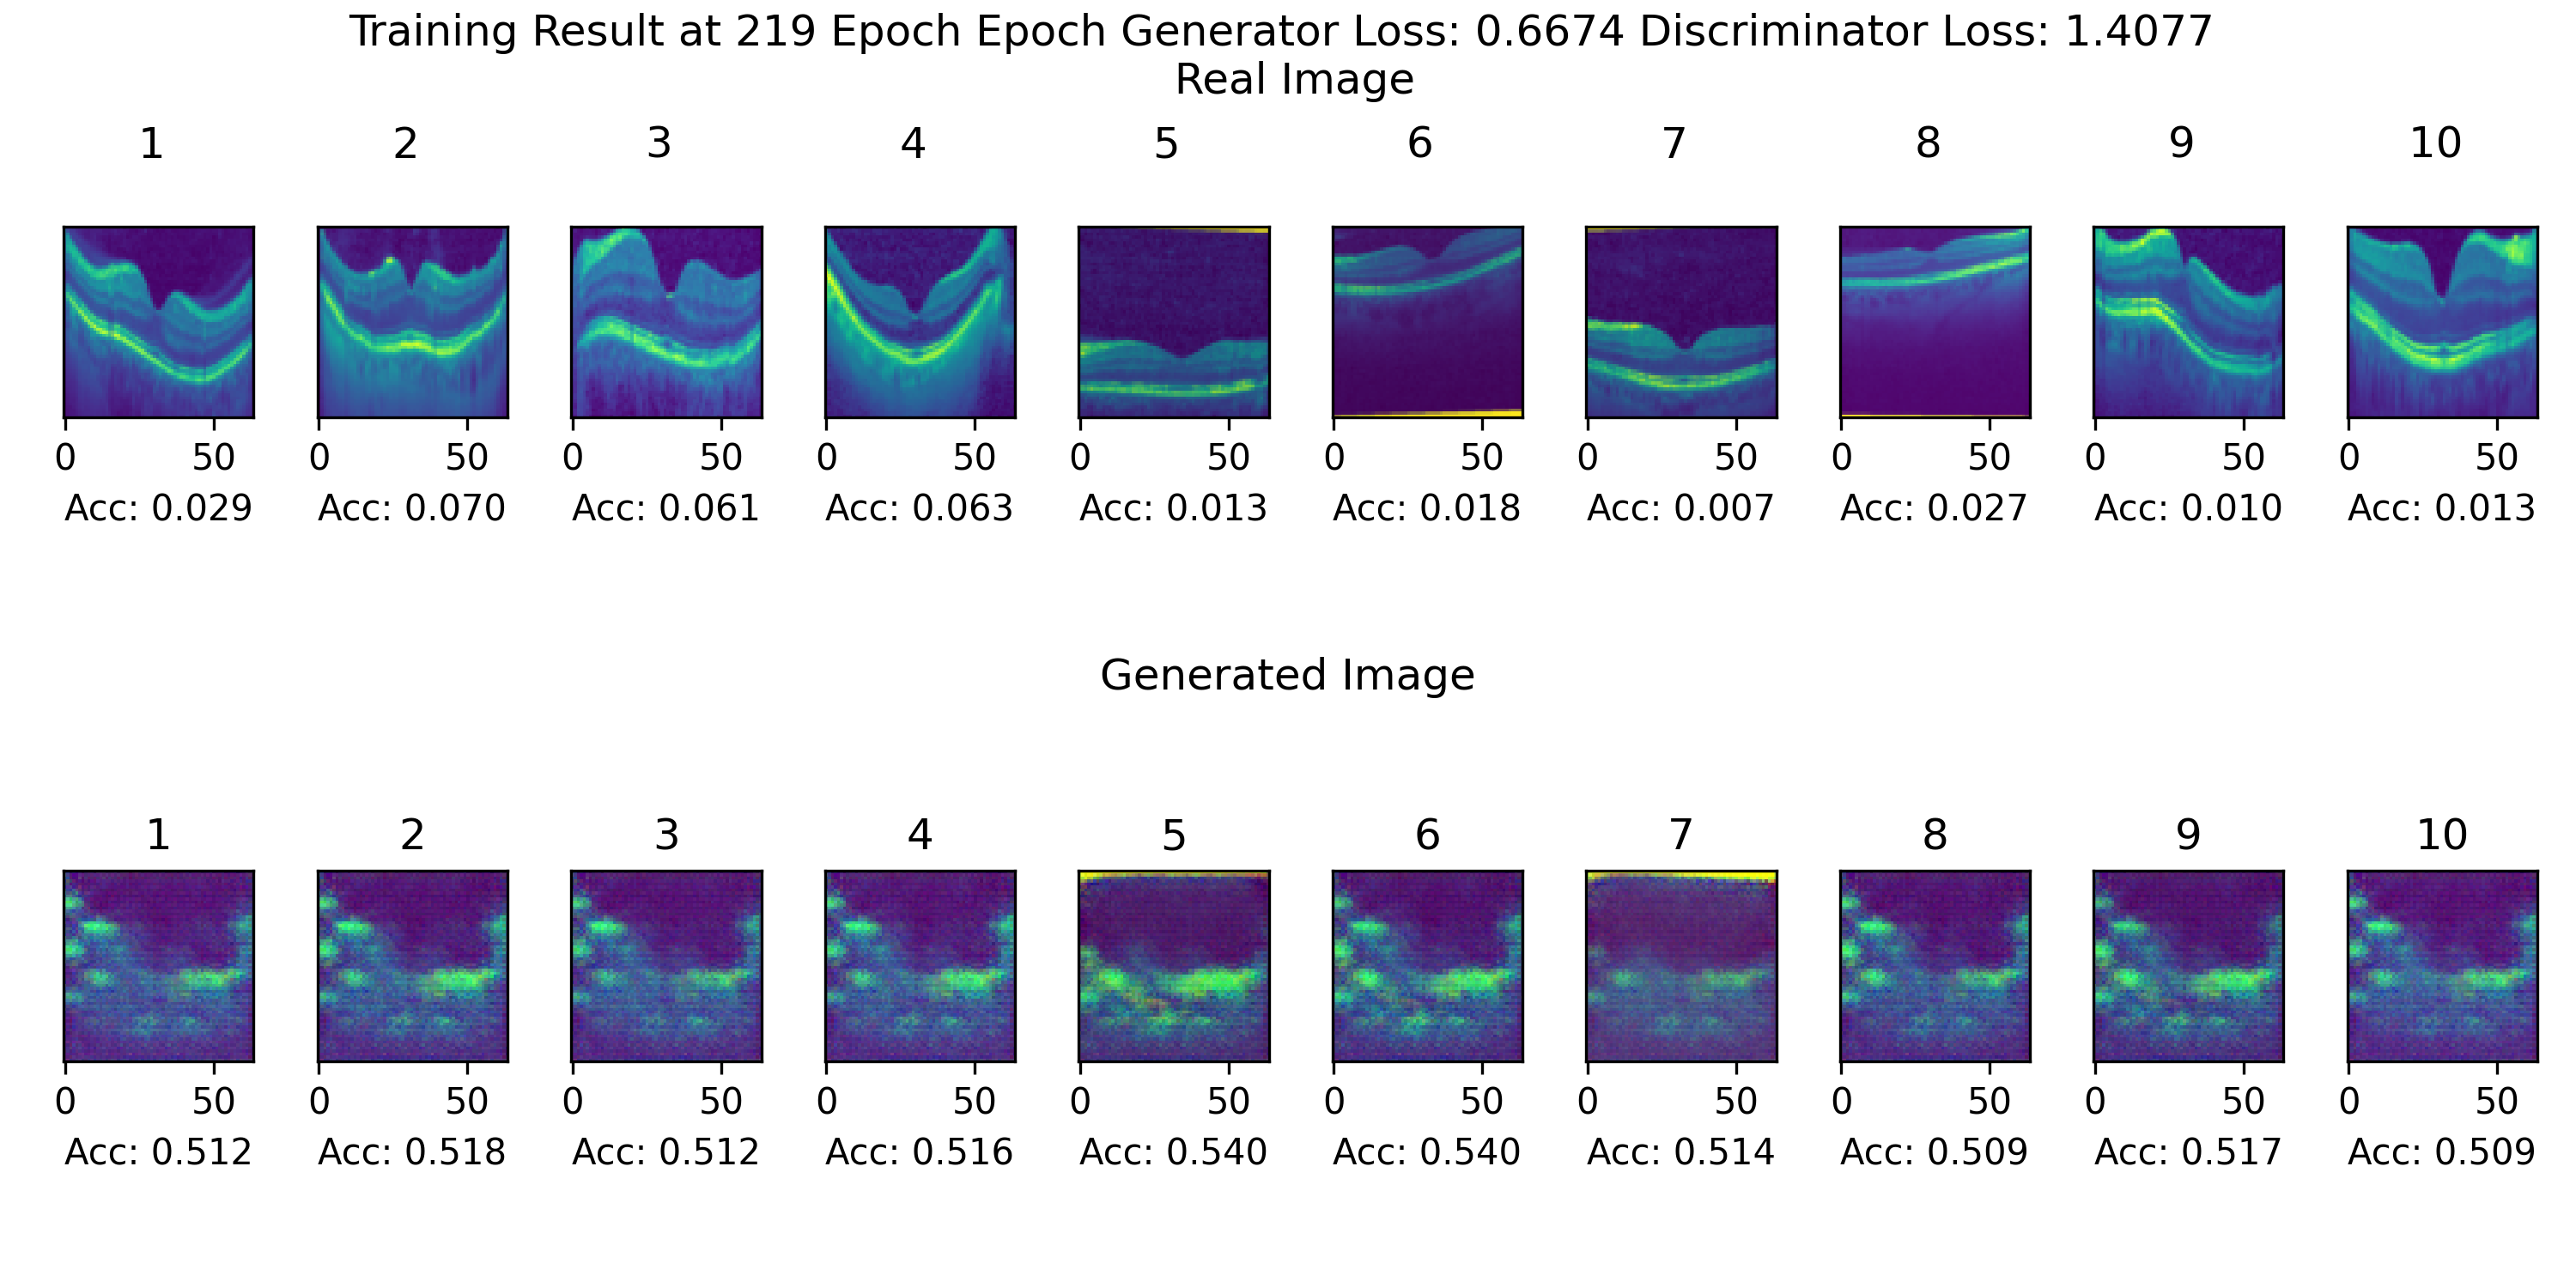 Training Result at 219 Epoch Epoch Generator Loss: 0.6674 Discriminator Loss: 1.4077
Real Image
1 2 3 4 5 6 7 8 9 10
0 50 0 50 0 50 0 50 0 50 0 50 0 50 0 50 0 50 0 50
Acc: 0.029 Acc: 0.070 Acc: 0.061 Acc: 0.063 Acc: 0.013 Acc: 0.018 Acc: 0.007 Acc: 0.027 Acc: 0.010 Acc: 0.013
Generated Image
1 2 3 4 5 6 7 8 9 10
0 50 0 50 0 50 0 50 0 50 0 50 0 50 0 50 0 50 0 50
Acc: 0.512 Acc: 0.518 Acc: 0.512 Acc: 0.516 Acc: 0.540 Acc: 0.540 Acc: 0.514 Acc: 0.509 Acc: 0.517 Acc: 0.509